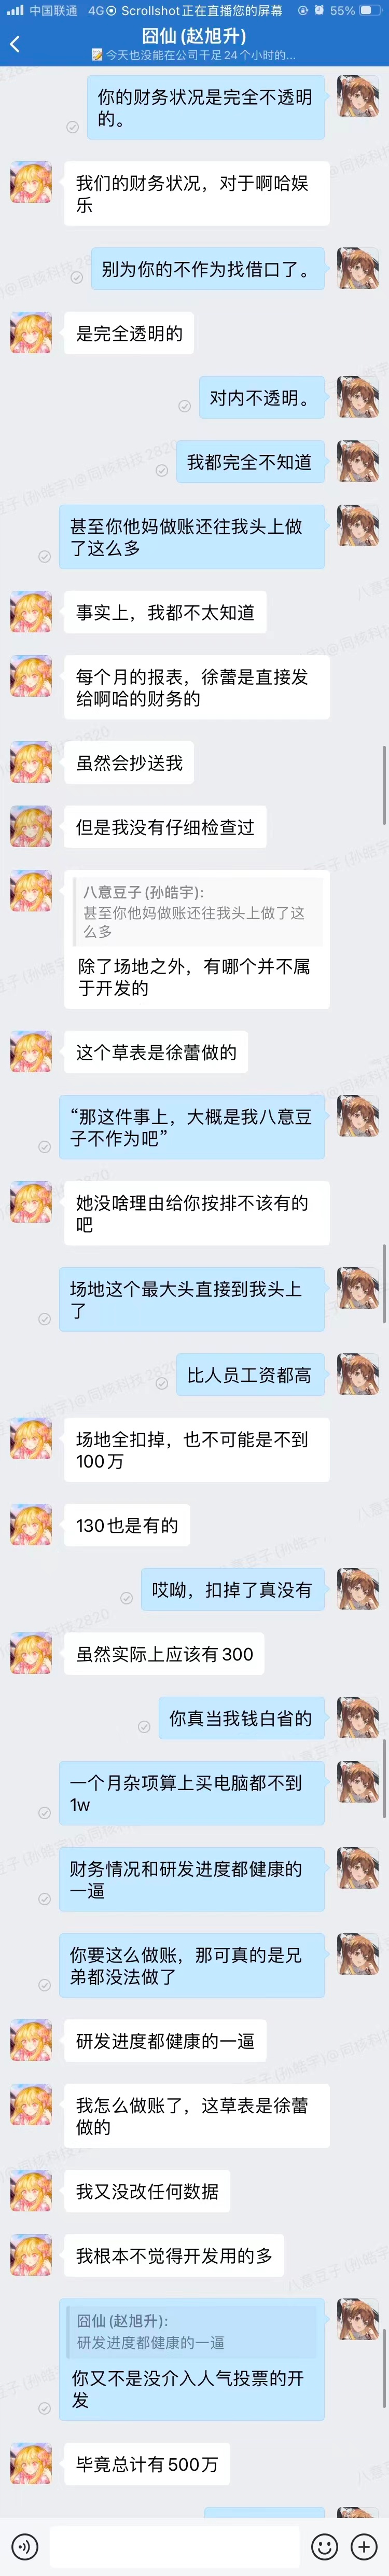 中国联通 4G Scrollshot正在直播您的屏幕 55%
囧仙(赵旭升)
今天也没能在公司干足24个小时的...
你的财务状况是完全不透明
的。
我们的财务状况，对于啊哈娱
乐
别为你的不作为找借口了。
是完全透明的
对内不透明。
我都完全不知道
甚至你他妈做账还往我头上做
了这么多
事实上，我都不太知道
每个月的报表，徐蕾是直接发
给啊哈的财务的
虽然会抄送我
但是我没有仔细检查过
八意豆子(孙皓宇):
甚至你他妈做账还往我头上做了这
么多
除了场地之外，有哪个并不属
于开发的
这个草表是徐蕾做的
“那这件事上，大概是我八意豆
子不作为吧”
她没啥理由给你按排不该有的
吧
场地这个最大头直接到我头上
了
比人员工资都高
场地全扣掉，也不可能是不到
100万
130也是有的
哎呦，扣掉了真没有
虽然实际上应该有300
你真当我钱白省的
一个月杂项算上买电脑都不到
1w
财务情况和研发进度都健康的
一逼
你要这么做账，那可真的是兄
弟都没法做了
研发进度都健康的一逼
我怎么做账了，这草表是徐蕾
做的
我又没改任何数据
我根本不觉得开发用的多
囧仙(赵旭升):
研发进度都健康的一逼
你又不是没介入人气投票的开
发
毕竟总计有500万